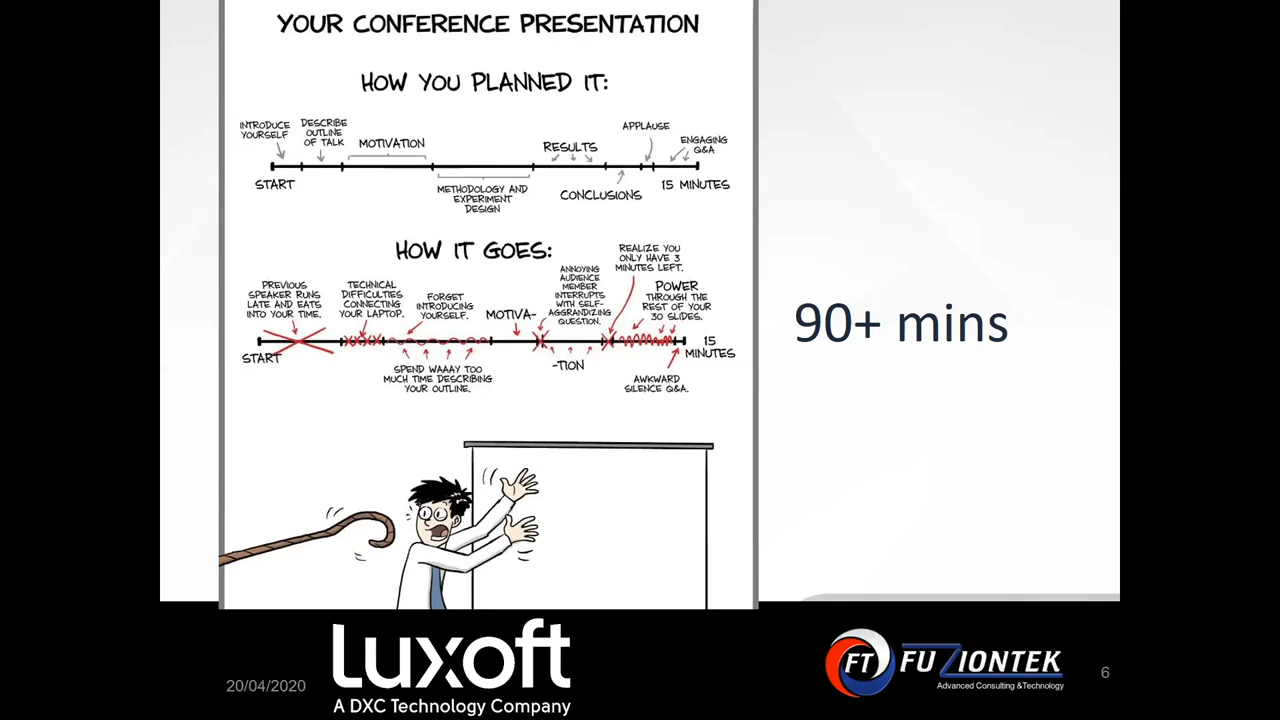 YOUR CONFERENCE PRESENTATION
HOW YOU PLANNED IT:
INTRODUCE
YOURSELF
DESCRIBE
OUTLINE
OF TALK
MOTIVATION
RESULTS
APPLAUSE
ENGAGING
Q&A
START
METHODOLOGY AND
EXPERIMENT
DESIGN
CONCLUSIONS
15 MINUTES
HOW IT GOES:
PREVIOUS
SPEAKER RUNS
LATE AND EATS
INTO YOUR TIME.
TECHNICAL
DIFFICULTIES
CONNECTING
YOUR LAPTOP.
FORGET
INTRODUCING
YOURSELF.
MOTIVA-
ANNOYING
AUDIENCE
MEMBER
INTERRUPTS
WITH SELF-
AGGRANDIZING
QUESTION.
REALIZE YOU
ONLY HAVE 3
MINUTES LEFT.
POWER
THROUGH THE
REST OF YOUR
30 SLIDES.
START
SPEND WAAAY TOO
MUCH TIME DESCRIBING
YOUR OUTLINE.
-TION
AWKWARD
SILENCE Q&A.
15
MINUTES
90+ mins
20/04/2020
Luxoft
A DXC Technology Company
FT
FUZIONTEK
Advanced Consulting &Technology
6